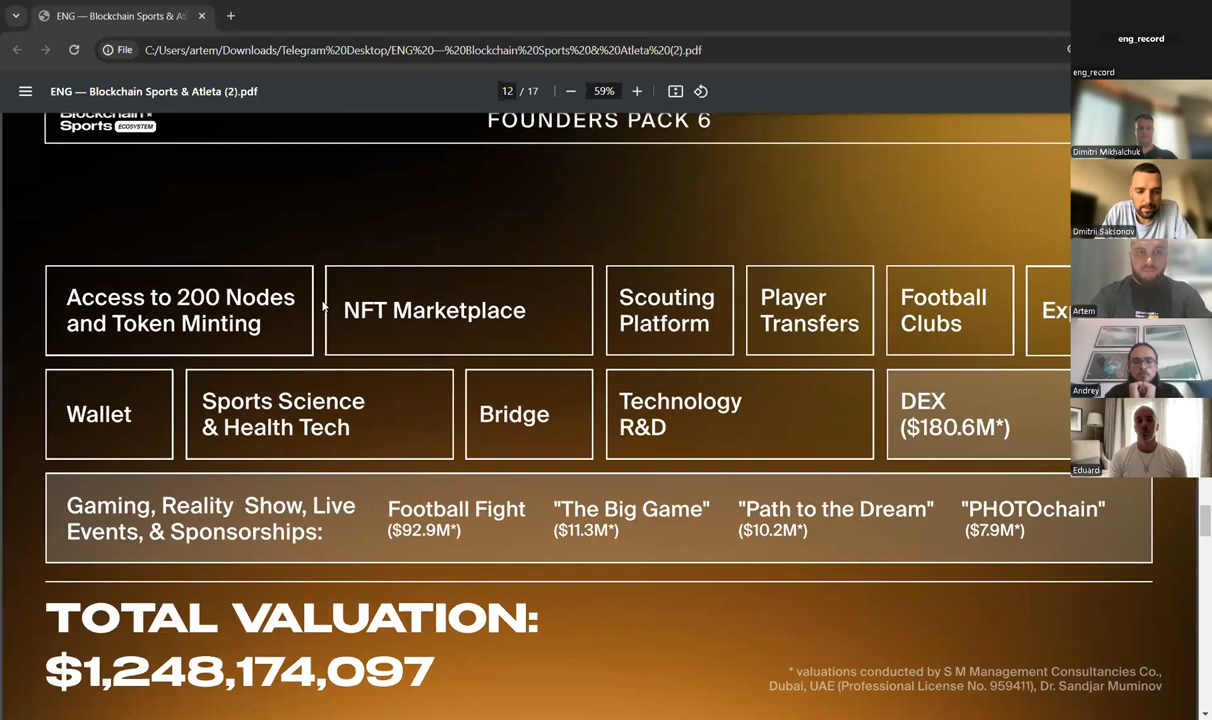 ENG — Blockchain Sports & Atl
File
C:/Users/artem/Downloads/Telegram%20Desktop/ENG%20—%20Blockchain%20Sports%20&%20Atleta%20(2).pdf
ENG — Blockchain Sports & Atleta (2).pdf
12 / 17
59%
eng_record
eng_record
Dimitri Mikhalchuk
Dmitrii Saksonov
Artem
Andrey
Eduard
Blockchain
Sports ECOSYSTEM
FOUNDERS PACK 6
Access to 200 Nodes
and Token Minting
NFT Marketplace
Scouting
Platform
Player
Transfers
Football
Clubs
Ex
Wallet
Sports Science
& Health Tech
Bridge
Technology
R&D
DEX
($180.6M*)
Gaming, Reality Show, Live
Events, & Sponsorships:
Football Fight
($92.9M*)
"The Big Game"
($11.3M*)
"Path to the Dream"
($10.2M*)
"PHOTOchain"
($7.9M*)
TOTAL VALUATION:
$1,248,174,097
* valuations conducted by S M Management Consultancies Co.,
Dubai, UAE (Professional License No. 959411), Dr. Sandjar Muminov